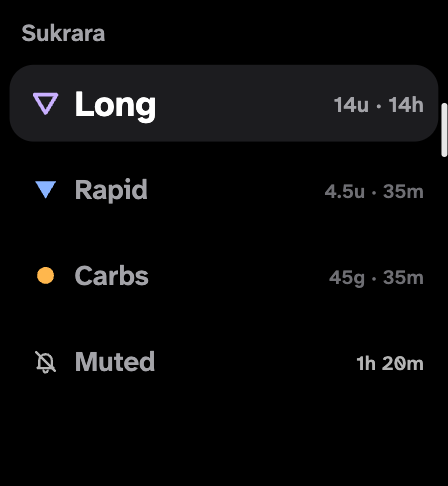 Sukrara
Long 14u · 14h
Rapid 4.5u · 35m
Carbs 45g · 35m
Muted 1h 20m